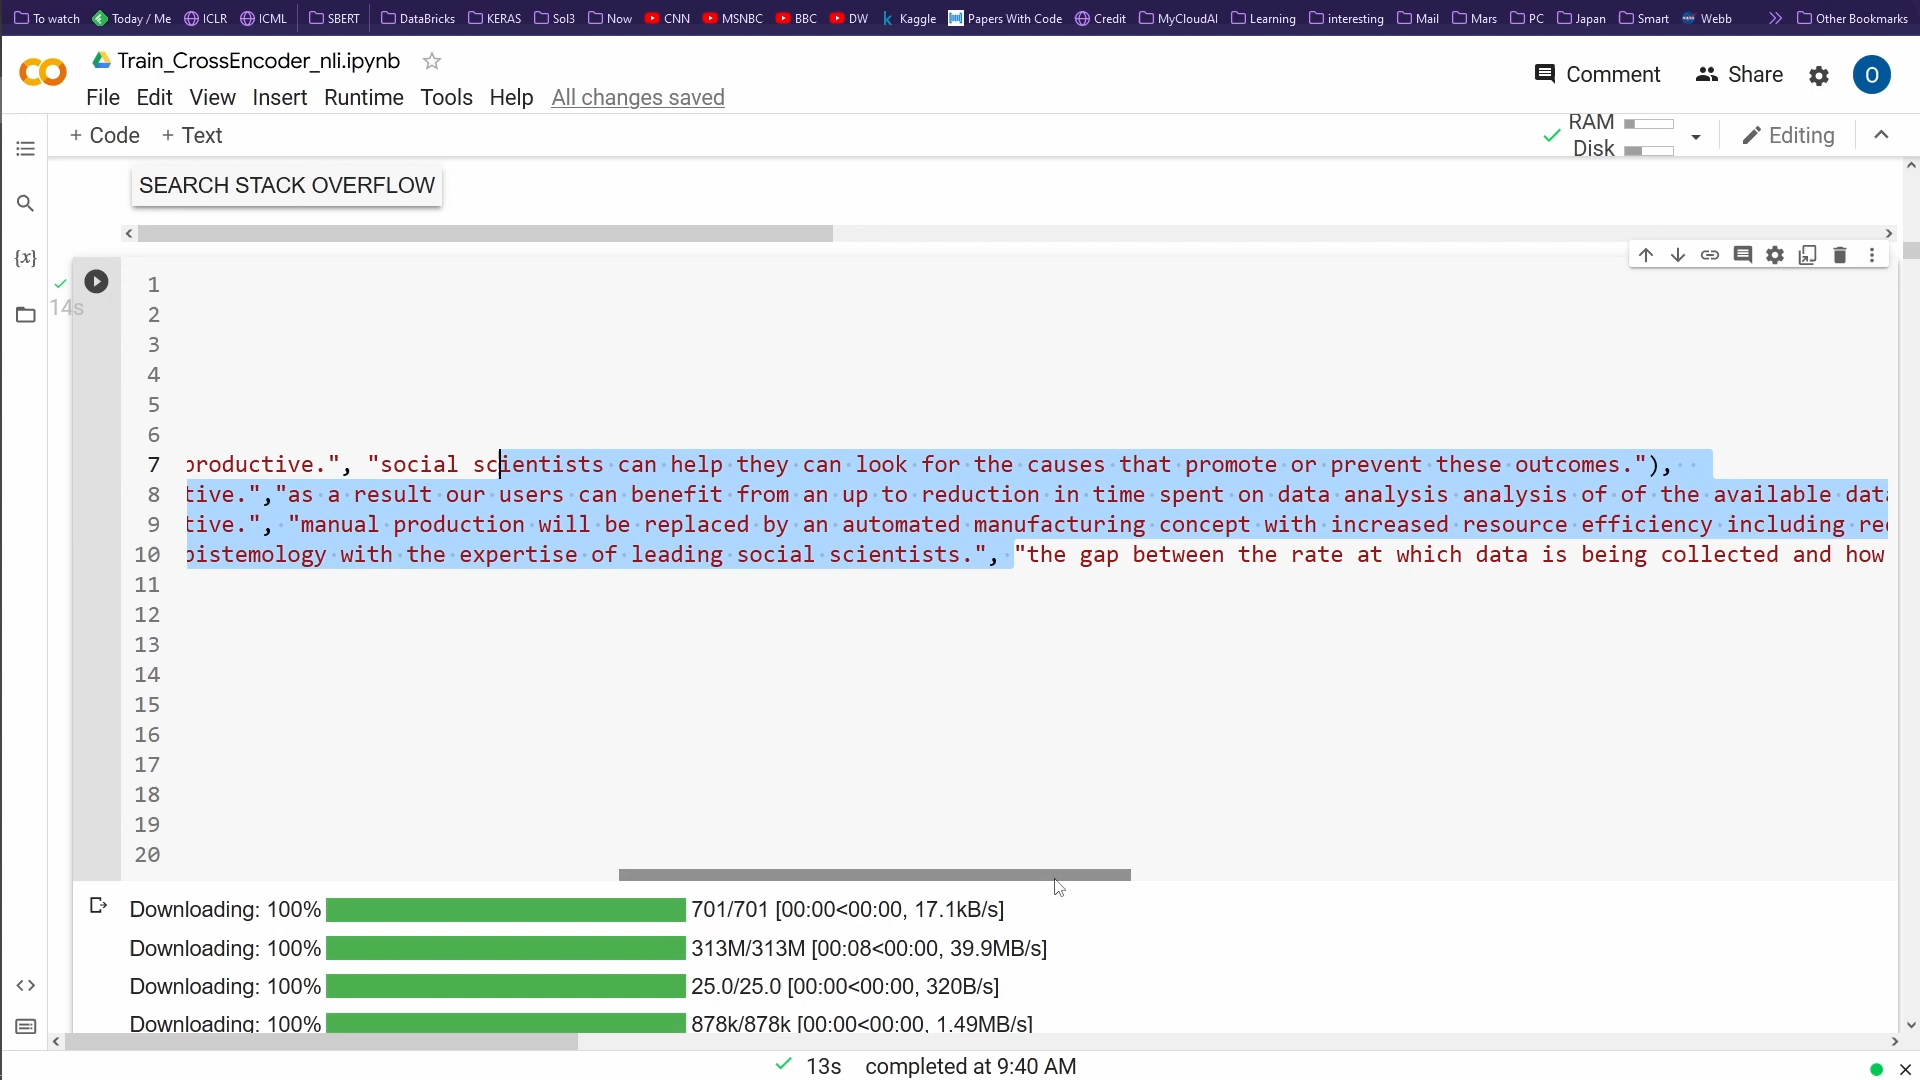 To watch Today / Me ICLR ICML SBERT DataBricks KERAS Sol3 Now CNN MSNBC BBC DW Kaggle Papers With Code Credit MyCloudAI Learning interesting Mail Mars PC Japan Smart Webb Other Bookmarks
Train_CrossEncoder_nli.ipynb
Comment Share O
File Edit View Insert Runtime Tools Help All changes saved
+ Code + Text
RAM
Disk
Editing
SEARCH STACK OVERFLOW
{x}
14s
1
2
3
4
5
6
7 productive.", "social scientists can help they can look for the causes that promote or prevent these outcomes."),
8 tive.","as a result our users can benefit from an up to reduction in time spent on data analysis analysis of of the available data
9 tive.", "manual production will be replaced by an automated manufacturing concept with increased resource efficiency including re
10 pistemology with the expertise of leading social scientists.", "the gap between the rate at which data is being collected and how
11
12
13
14
15
16
17
18
19
20
Downloading: 100% 701/701 [00:00<00:00, 17.1kB/s]
Downloading: 100% 313M/313M [00:08<00:00, 39.9MB/s]
Downloading: 100% 25.0/25.0 [00:00<00:00, 320B/s]
Downloading: 100% 878k/878k [00:00<00:00, 1.49MB/s]
13s completed at 9:40 AM